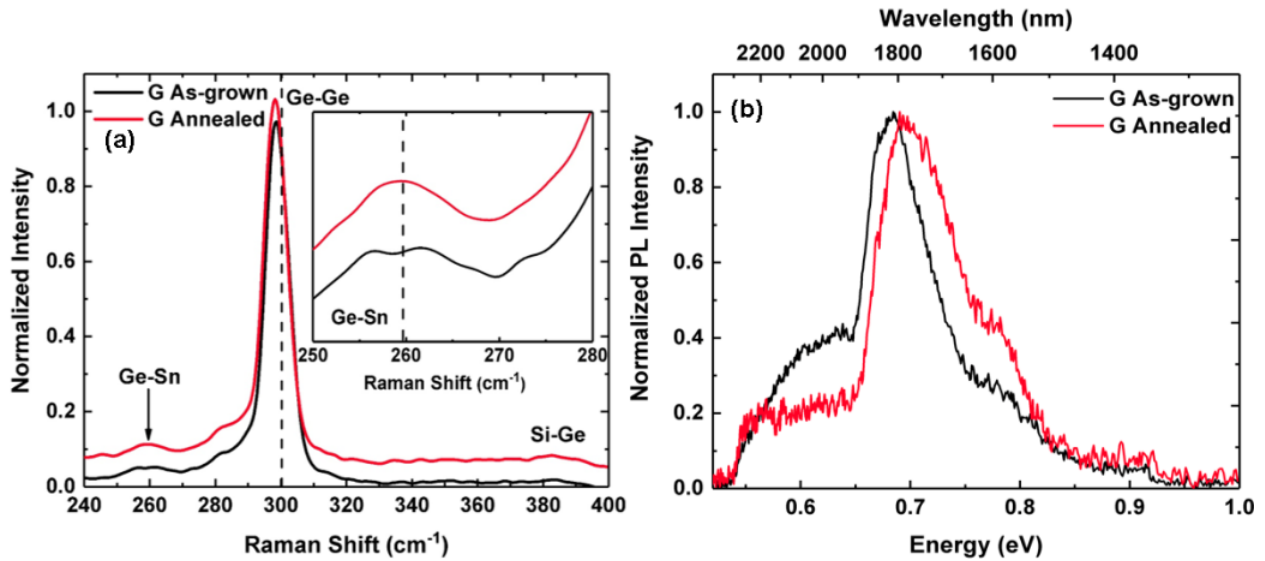 Wavelength (nm)
2200 2000 1800 1600 1400
G As-grown
G Annealed
(a)
Ge-Ge
Ge-Sn
Si-Ge
Normalized Intensity
1.0
0.8
0.6
0.4
0.2
0.0
240 260 280 300 320 340 360 380 400
Raman Shift (cm⁻¹)
Ge-Sn
250 260 270 280
Raman Shift (cm⁻¹)
(b)
G As-grown
G Annealed
Normalized PL Intensity
1.0
0.8
0.6
0.4
0.2
0.0
0.6 0.7 0.8 0.9 1.0
Energy (eV)